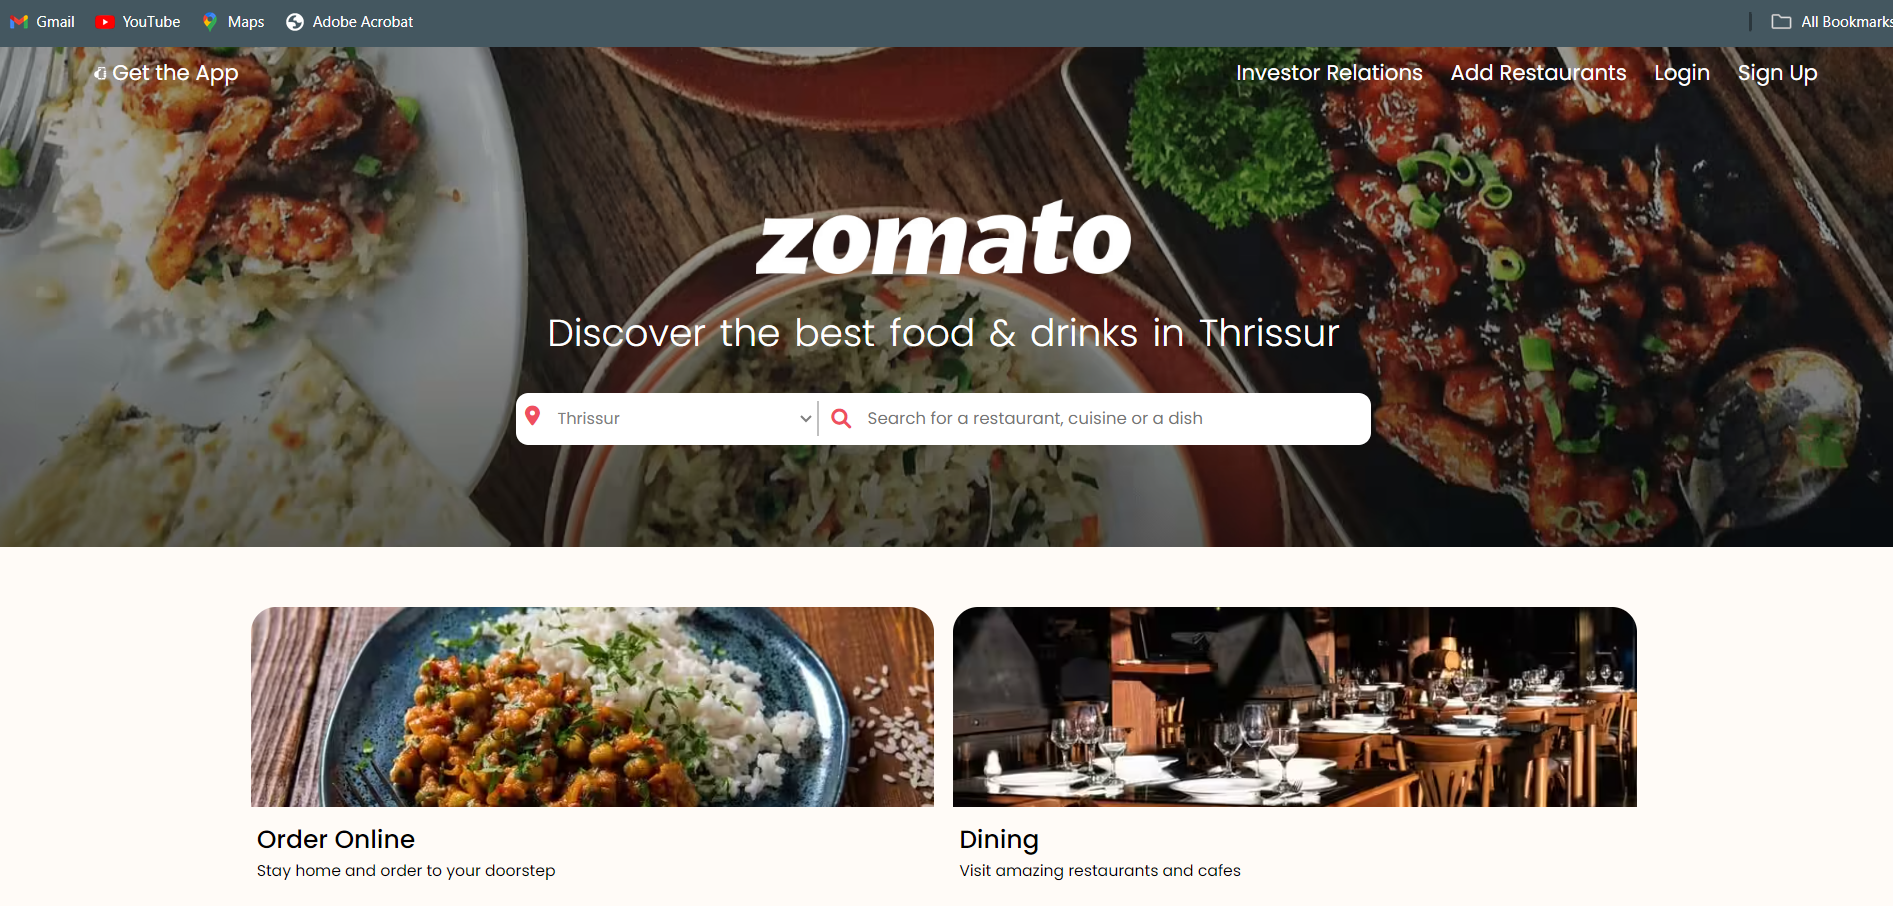 Gmail YouTube Maps Adobe Acrobat All Bookmarks
Get the App Investor Relations Add Restaurants Login Sign Up
zomato
Discover the best food & drinks in Thrissur
Thrissur Search for a restaurant, cuisine or a dish
Order Online
Stay home and order to your doorstep
Dining
Visit amazing restaurants and cafes